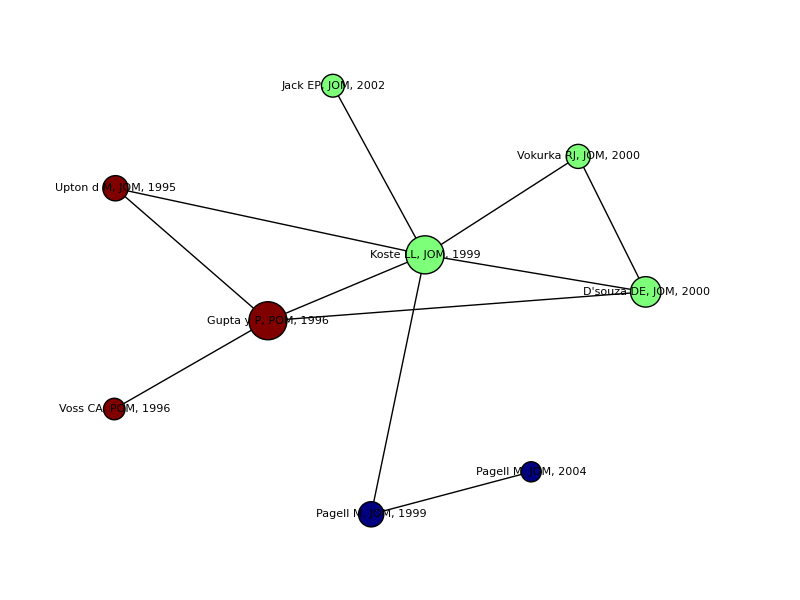 Jack EP, JOM, 2002
Vokurka RJ, JOM, 2000
Upton d M, JOM, 1995
Koste LL, JOM, 1999
D'souza DE, JOM, 2000
Gupta y P, POM, 1996
Voss CA, POM, 1996
Pagell M, JOM, 2004
Pagell M, JOM, 1999